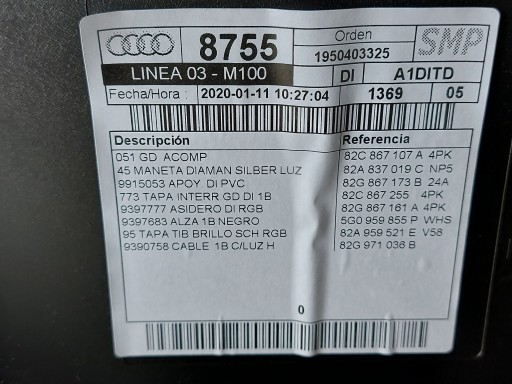 8755
Orden
1950403325
SMP
LINEA 03 - M100
DI
A1DITD
Fecha/Hora : 2020-01-11 10:27:04
1369
05
Descripción
Referencia
051 GD ACOMP
82C 867 107 A 4PK
45 MANETA DIAMAN SILBER LUZ
82A 837 019 C NP5
9915053 APOY DI PVC
82G 867 173 B 24A
773 TAPA INTERR GD DI 1B
82C 867 255 4PK
9397777 ASIDERO DI RGB
82G 867 161 A 4PK
9397683 ALZA 1B NEGRO
5G0 959 855 P WHS
95 TAPA TIB BRILLO SCH RGB
82A 959 521 E V58
9390758 CABLE 1B C/LUZ H
82G 971 036 B
0